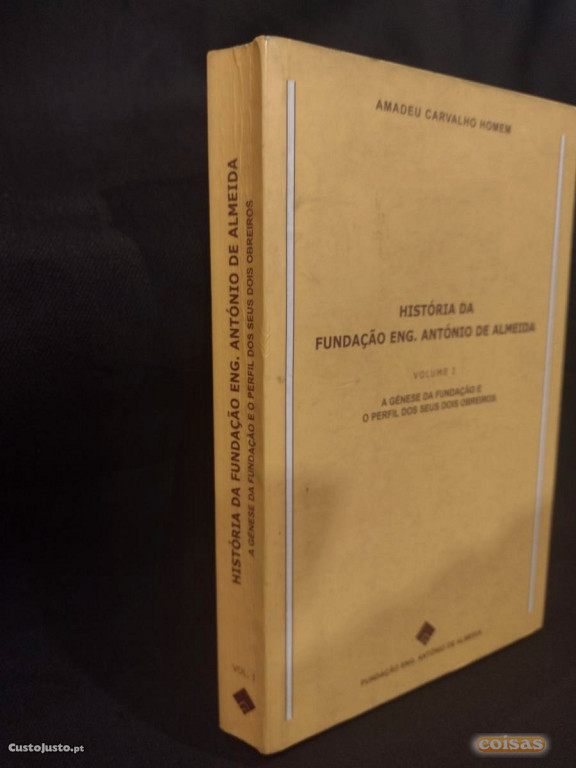 AMADEU CARVALHO HOMEM
HISTÓRIA DA
FUNDAÇÃO ENG. ANTÓNIO DE ALMEIDA
VOLUME I
A GÉNESE DA FUNDAÇÃO E
O PERFIL DOS SEUS DOIS OBREIROS
FUNDAÇÃO ENG. ANTÓNIO DE ALMEIDA
HISTÓRIA DA FUNDAÇÃO ENG. ANTÓNIO DE ALMEIDA
A GÉNESE DA FUNDAÇÃO E O PERFIL DOS SEUS DOIS OBREIROS
VOL. I
CustoJusto.pt
coisas